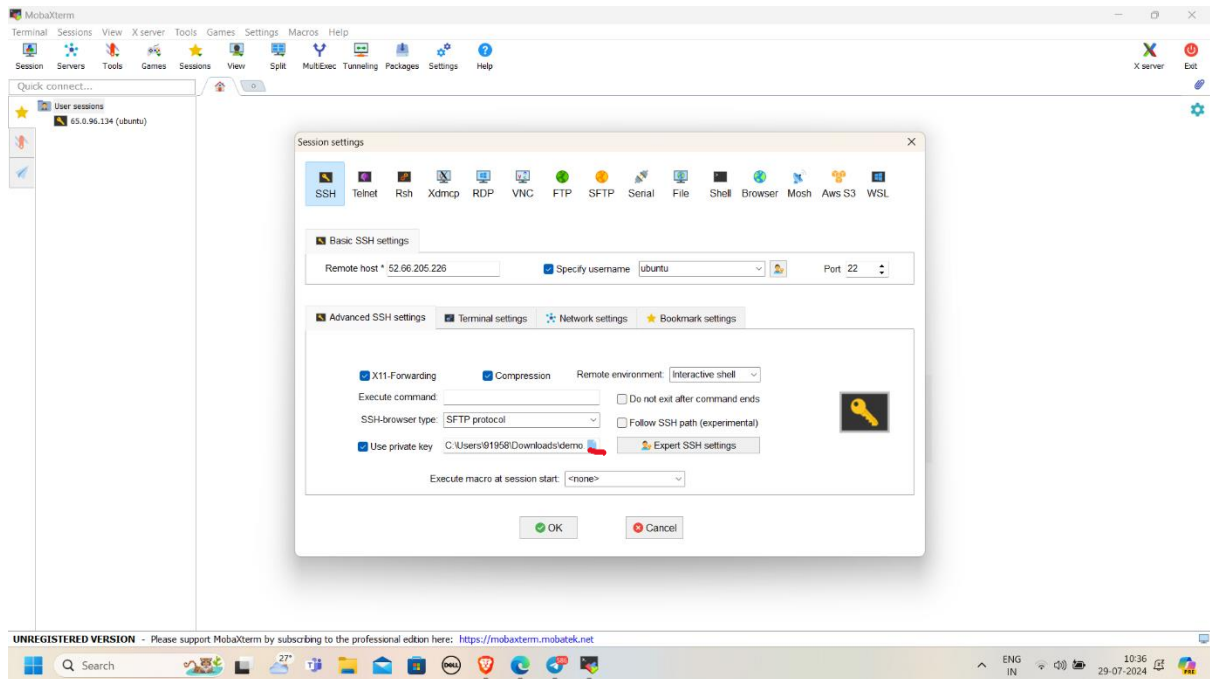 MobaXterm
Terminal Sessions View X server Tools Games Settings Macros Help
Session Servers Tools Games Sessions View Split MultiExec Tunneling Packages Settings Help X server Exit
Quick connect...
User sessions
65.0.96.134 (ubuntu)
Session settings
SSH Telnet Rsh Xdmcp RDP VNC FTP SFTP Serial File Shell Browser Mosh Aws S3 WSL
Basic SSH settings
Remote host * 52.66.205.226 Specify username ubuntu Port 22
Advanced SSH settings Terminal settings Network settings Bookmark settings
X11-Forwarding Compression Remote environment: Interactive shell
Execute command: Do not exit after command ends
SSH-browser type: SFTP protocol Follow SSH path (experimental)
Use private key C:\Users\91958\Downloads\demo. Expert SSH settings
Execute macro at session start: <none>
OK Cancel
UNREGISTERED VERSION - Please support MobaXterm by subscribing to the professional edition here: https://mobaxterm.mobatek.net
Search 27° DELL ENG 10:36
IN 29-07-2024 PRE